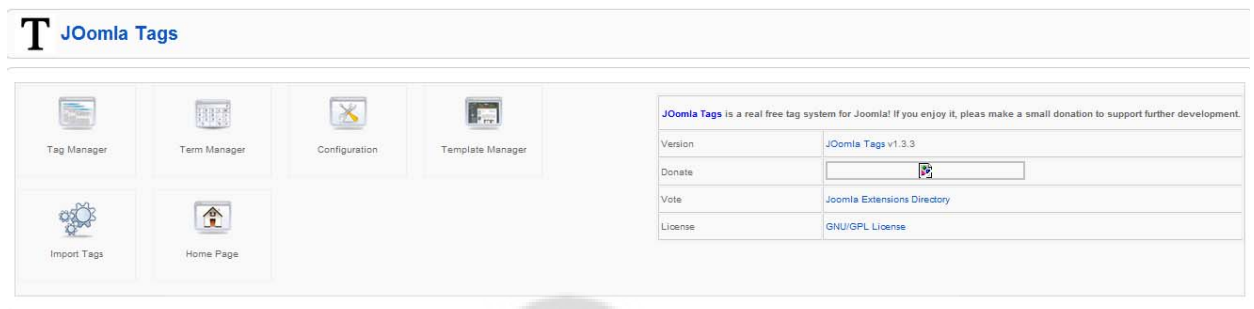 T JOomla Tags
JOomla Tags is a real free tag system for Joomla! If you enjoy it, pleas make a small donation to support further development.
Tag Manager Term Manager Configuration Template Manager
Version JOomla Tags v1.3.3
Donate
Vote Joomla Extensions Directory
License GNU/GPL License
Import Tags Home Page